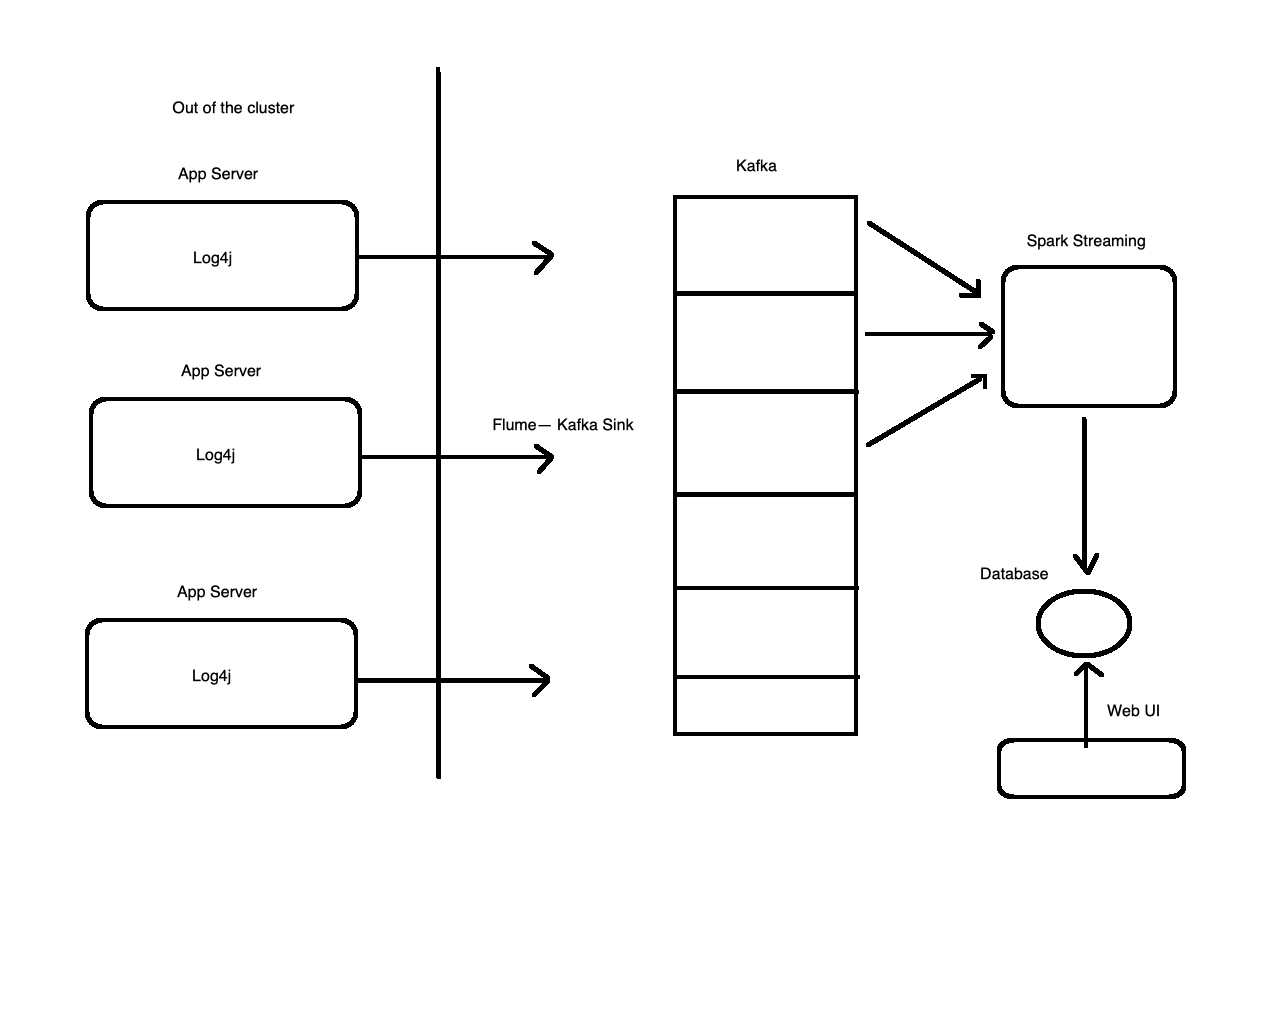 Out of the cluster
App Server
Log4j
App Server
Log4j
App Server
Log4j
Flume— Kafka Sink
Kafka
Spark Streaming
Database
Web UI